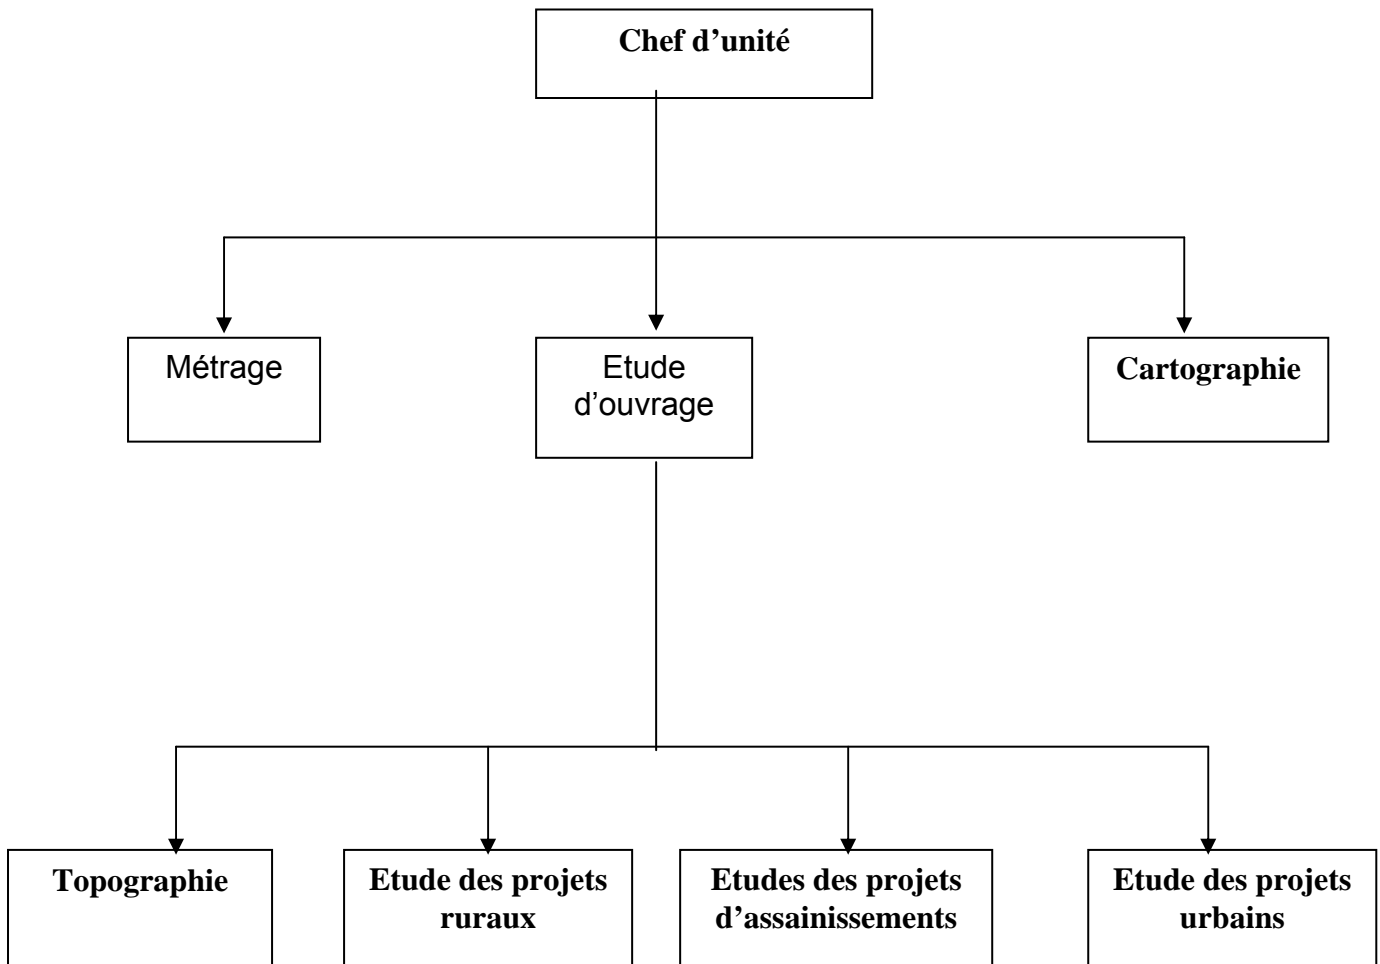 Chef d’unité
Métrage
Etude
d’ouvrage
Cartographie
Topographie
Etude des projets
ruraux
Etudes des projets
d’assainissements
Etude des projets
urbains